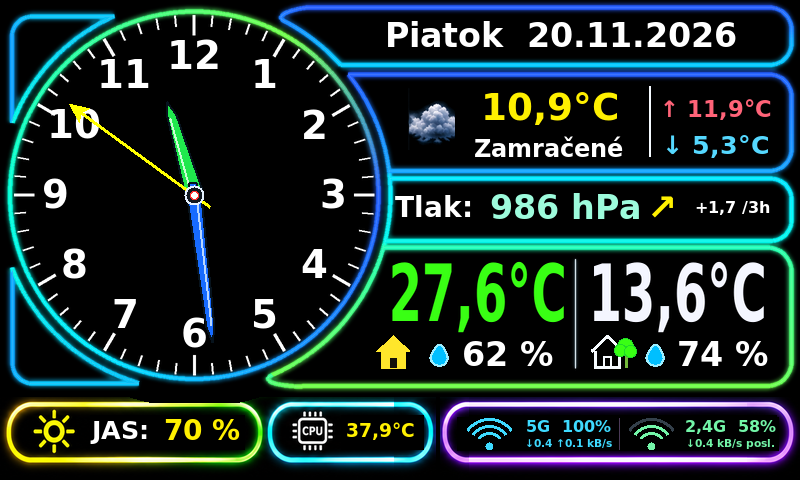 12
1
2
3
4
5
6
7
8
9
10
11
Piatok 20.11.2026
10,9°C
Zamračené
↑ 11,9°C
↓ 5,3°C
Tlak: 986 hPa ↗ +1,7 /3h
27,6°C
62 %
13,6°C
74 %
JAS: 70 %
CPU
37,9°C
5G 100%
↓0.4 ↑0.1 kB/s
2,4G 58%
↓0.4 kB/s posl.